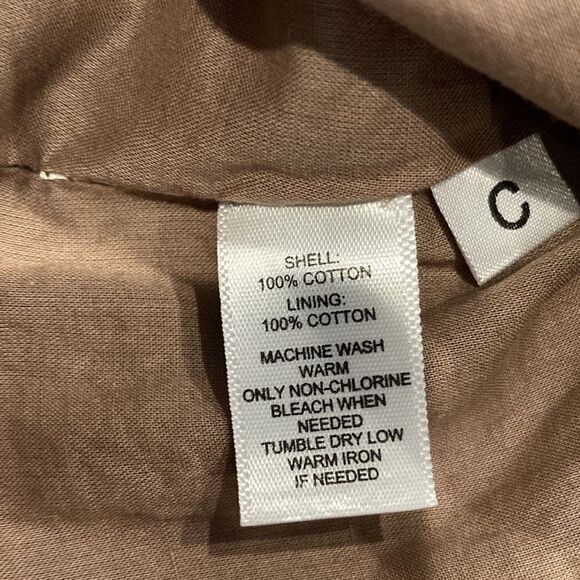 C
SHELL:
100% COTTON
LINING:
100% COTTON
MACHINE WASH
WARM
ONLY NON-CHLORINE
BLEACH WHEN
NEEDED
TUMBLE DRY LOW
WARM IRON
IF NEEDED